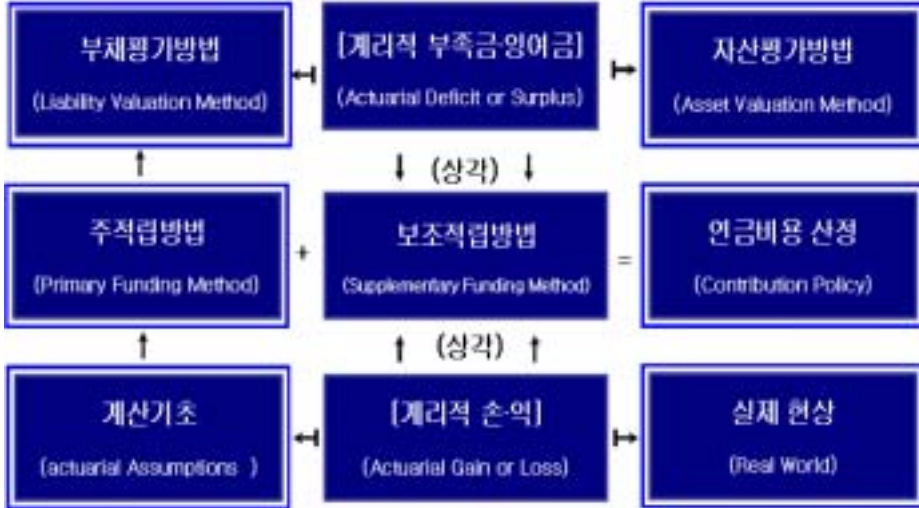 부채평가방법
(Liability Valuation Method)
[계리적 부족금·잉여금]
(Actuarial Deficit or Surplus)
자산평가방법
(Asset Valuation Method)
(상각)
주적립방법
(Primary Funding Method)
+
보조적립방법
(Supplementary Funding Method)
=
연금비용 산정
(Contribution Policy)
(상각)
계산기초
(actuarial Assumptions )
[계리적 손·익]
(Actuarial Gain or Loss)
실제 현상
(Real World)